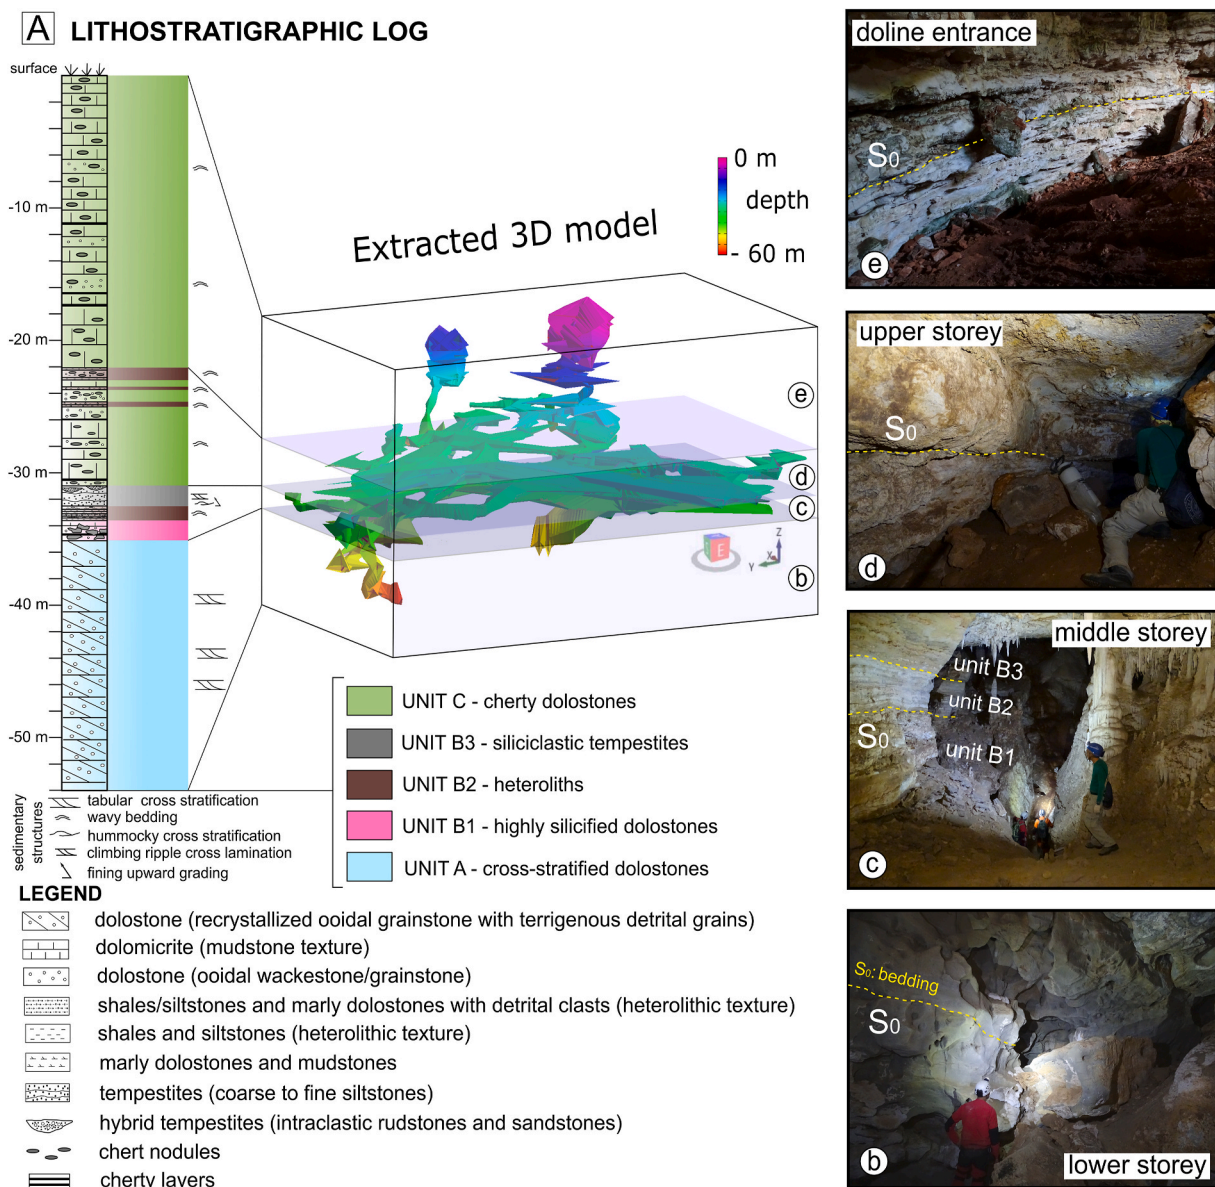 A LITHOSTRATIGRAPHIC LOG
surface
-10 m
-20 m
-30 m
-40 m
-50 m
0 m
depth
- 60 m
Extracted 3D model
e
d
c
b
Z
X
Y
E
UNIT C - cherty dolostones
UNIT B3 - siliciclastic tempestites
UNIT B2 - heteroliths
UNIT B1 - highly silicified dolostones
UNIT A - cross-stratified dolostones
sedimentary
structures
tabular cross stratification
wavy bedding
hummocky cross stratification
climbing ripple cross lamination
fining upward grading
LEGEND
dolostone (recrystallized ooidal grainstone with terrigenous detrital grains)
dolomicrite (mudstone texture)
dolostone (ooidal wackestone/grainstone)
shales/siltstones and marly dolostones with detrital clasts (heterolithic texture)
shales and siltstones (heterolithic texture)
marly dolostones and mudstones
tempestites (coarse to fine siltstones)
hybrid tempestites (intraclastic rudstones and sandstones)
chert nodules
cherty layers
doline entrance
S0
e
upper storey
S0
d
middle storey
unit B3
unit B2
S0
unit B1
c
S0: bedding
S0
b
lower storey